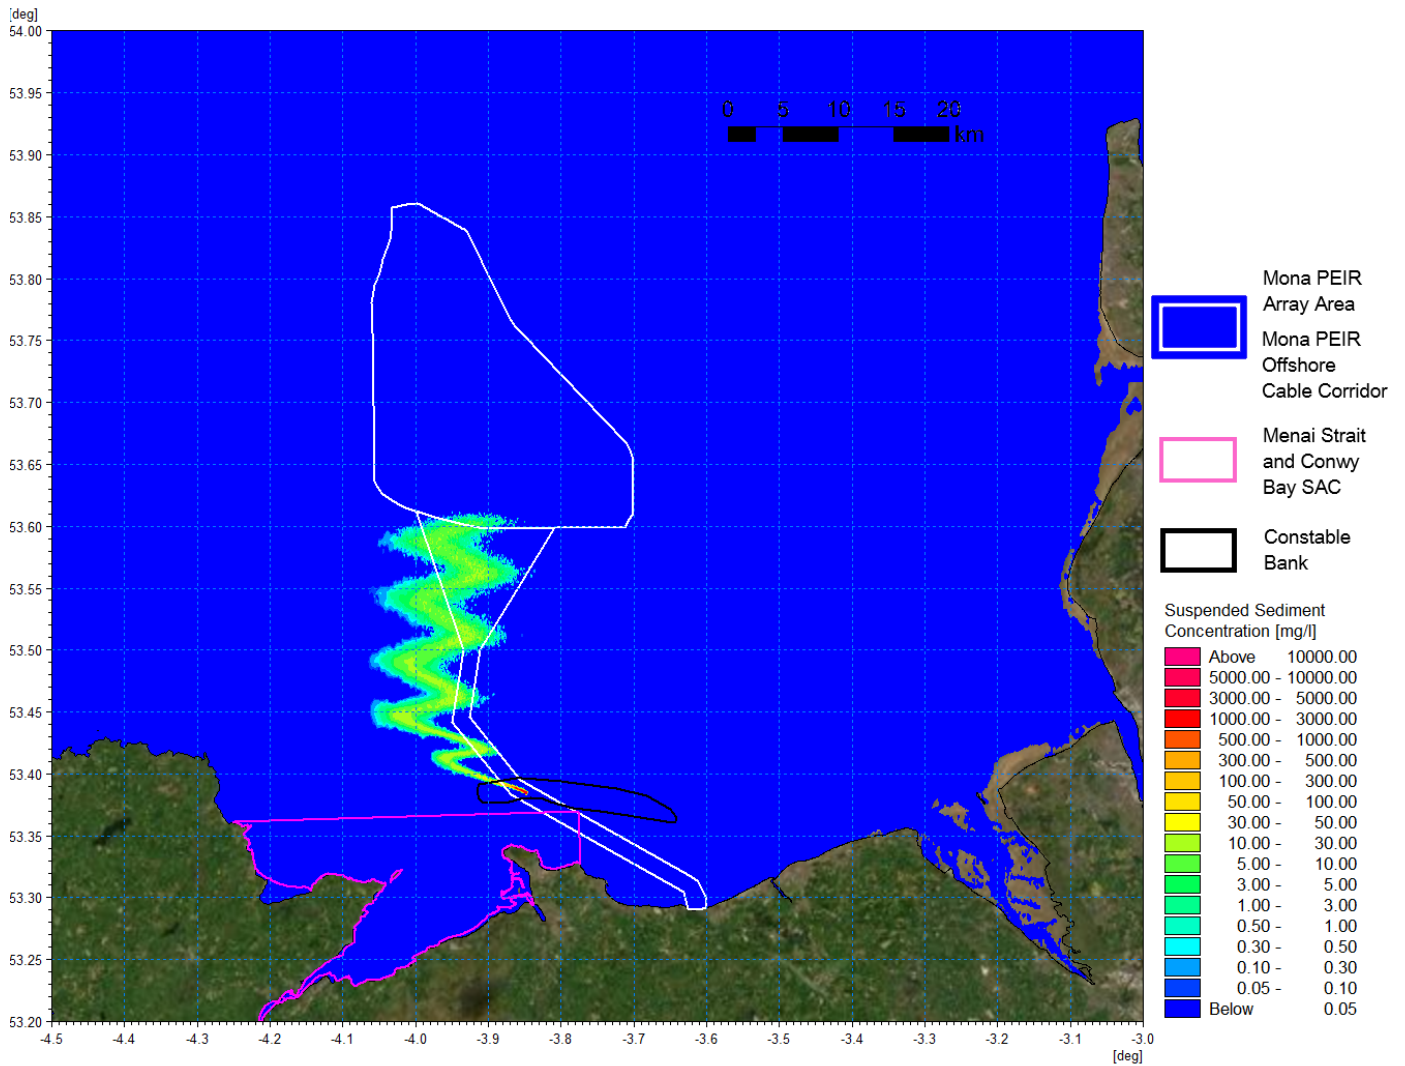 [deg]
54.00
53.95
53.90
53.85
53.80
53.75
53.70
53.65
53.60
53.55
53.50
53.45
53.40
53.35
53.30
53.25
53.20
-4.5 -4.4 -4.3 -4.2 -4.1 -4.0 -3.9 -3.8 -3.7 -3.6 -3.5 -3.4 -3.3 -3.2 -3.1 -3.0
[deg]
0 5 10 15 20
km
Mona PEIR
Array Area
Mona PEIR
Offshore
Cable Corridor
Menai Strait
and Conwy
Bay SAC
Constable
Bank
Suspended Sediment
Concentration [mg/l]
Above 10000.00
5000.00 - 10000.00
3000.00 - 5000.00
1000.00 - 3000.00
500.00 - 1000.00
300.00 - 500.00
100.00 - 300.00
50.00 - 100.00
30.00 - 50.00
10.00 - 30.00
5.00 - 10.00
3.00 - 5.00
1.00 - 3.00
0.50 - 1.00
0.30 - 0.50
0.10 - 0.30
0.05 - 0.10
Below 0.05